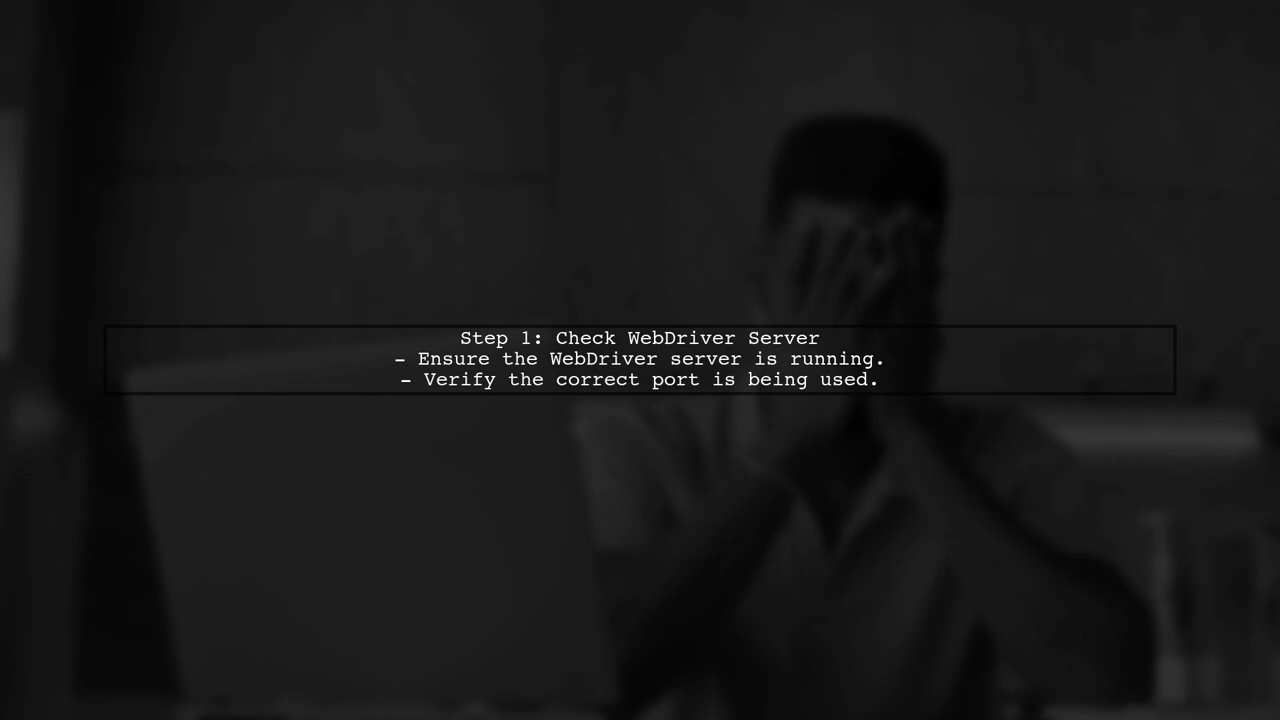 Step 1: Check WebDriver Server
– Ensure the WebDriver server is running.
– Verify the correct port is being used.